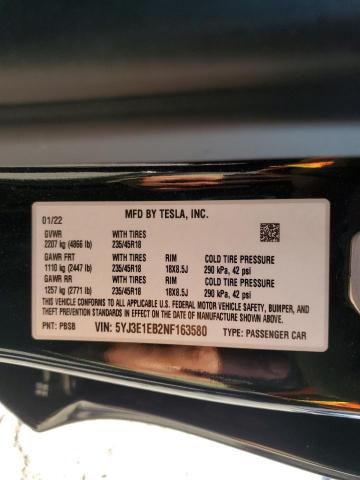 MFD BY TESLA, INC.
01/22
GVWR WITH TIRES
2207 kg (4866 lb) 235/45R18
GAWR FRT WITH TIRES RIM COLD TIRE PRESSURE
1110 kg (2447 lb) 235/45R18 18X8.5J 290 kPa, 42 psi
GAWR RR WITH TIRES RIM COLD TIRE PRESSURE
1257 kg (2771 lb) 235/45R18 18X8.5J 290 kPa, 42 psi
THIS VEHICLE CONFORMS TO ALL APPLICABLE U.S. FEDERAL MOTOR VEHICLE SAFETY, BUMPER, AND
THEFT PREVENTION STANDARDS IN EFFECT ON THE DATE OF MANUFACTURE SHOWN ABOVE.
PNT: PBSB VIN: 5YJ3E1EB2NF163580 TYPE: PASSENGER CAR